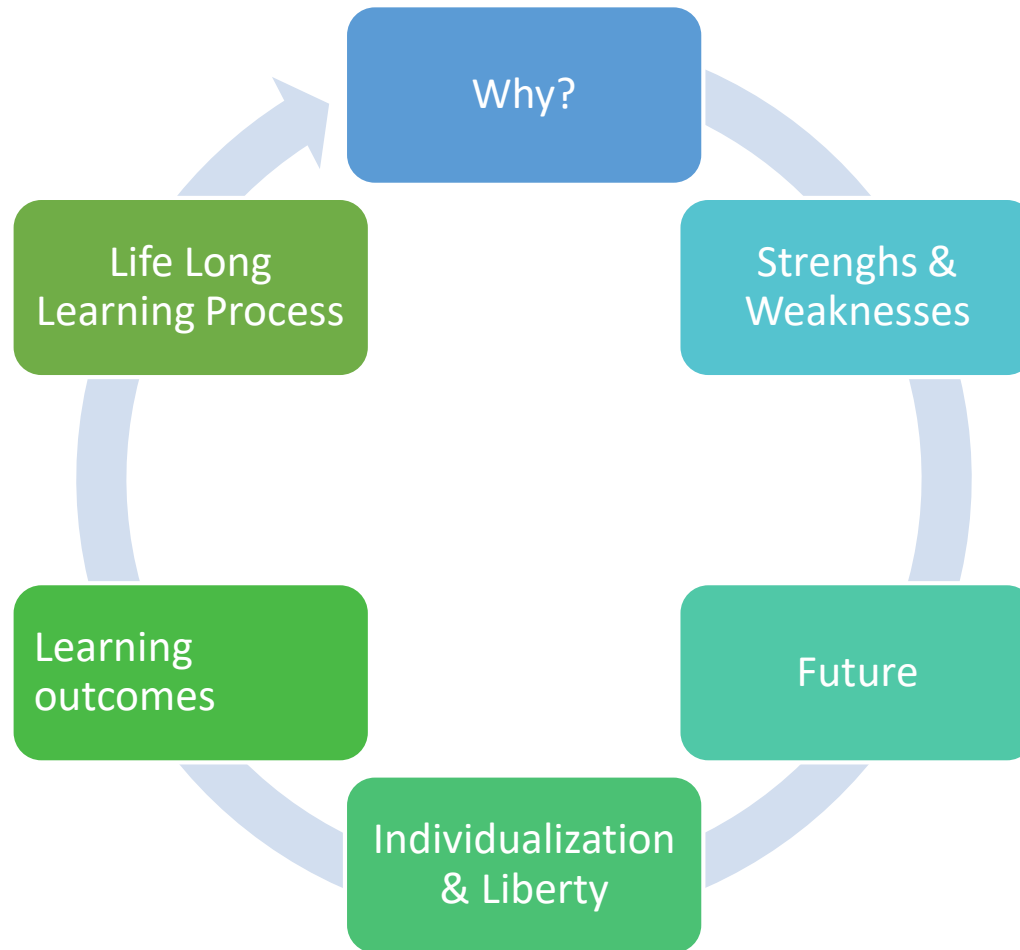 Why?
Strenghs &
Weaknesses
Future
Individualization
& Liberty
Learning
outcomes
Life Long
Learning Process